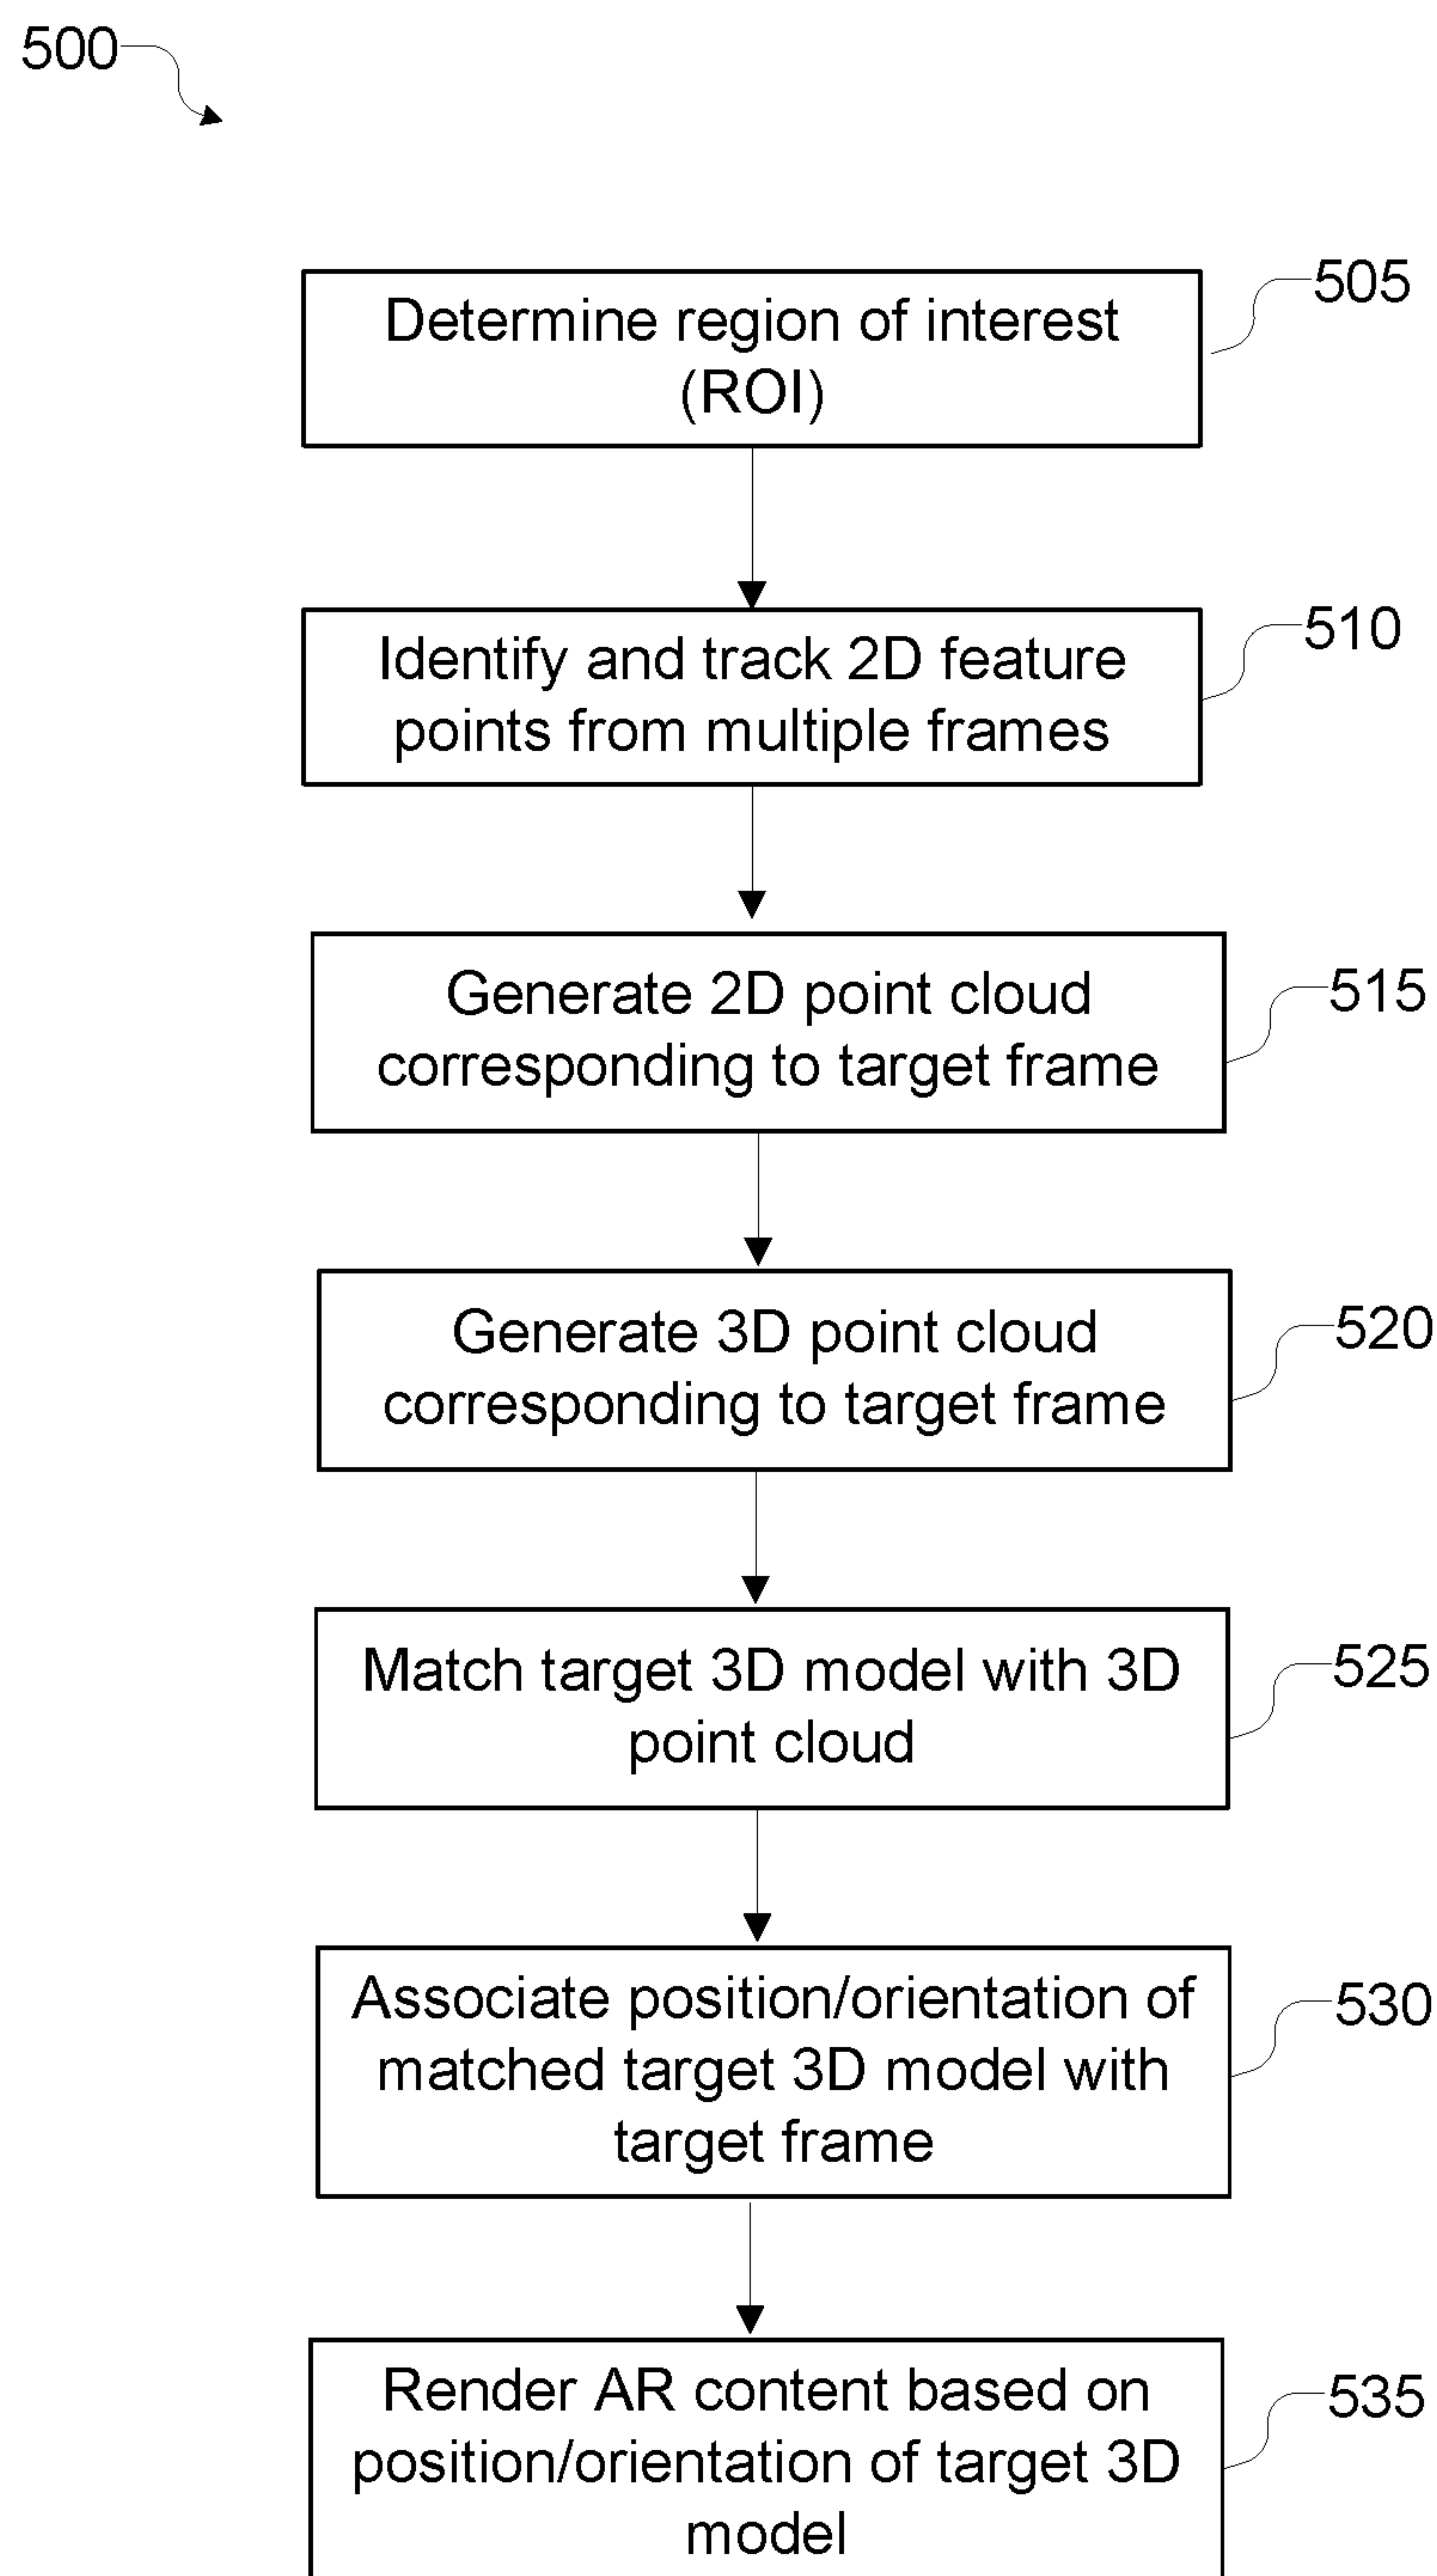 500
505
Determine region of interest
(ROI)
510
Identify and track 2D feature
points from multiple frames
515
Generate 2D point cloud
corresponding to target frame
520
Generate 3D point cloud
corresponding to target frame
525
Match target 3D model with 3D
point cloud
530
Associate position/orientation of
matched target 3D model with
target frame
535
Render AR content based on
position/orientation of target 3D
model